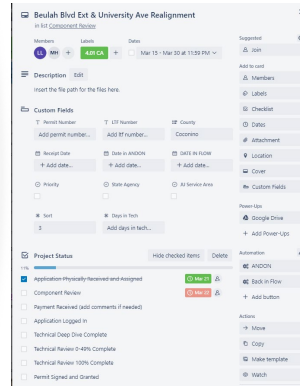 Beulah Blvd Ext & University Ave Realignment
in list Component Review
Members
Labels
Dates
LL MH + 4.01 CA + Mar 15 - Mar 30 at 11:59 PM
Description Edit
Insert the file path for the files here.
Custom Fields
Permit Number
LTF Number
County
Add permit number...
Add ltf number...
Coconino
Receipt Date
Date in ANDON
DATE IN FLOW
+ Add date...
+ Add date...
+ Add date...
Priority
State Agency
AJ Service Area
Sort
Days in Tech
3
Add days in tech...
Project Status
Hide checked items
Delete
11%
Application Physically Received and Assigned
Mar 21
Component Review
Mar 22
Payment Received (add comments if needed)
Application Logged In
Technical Deep Dive Complete
Technical Review 0-49% Complete
Technical Review 100% Complete
Permit Signed and Granted
Suggested
Join
Add to card
Members
Labels
Checklist
Dates
Attachment
Location
Cover
Custom Fields
Power-Ups
Google Drive
+ Add Power-Ups
Automation
ANDON
Back in Flow
+ Add button
Actions
Move
Copy
Make template
Watch